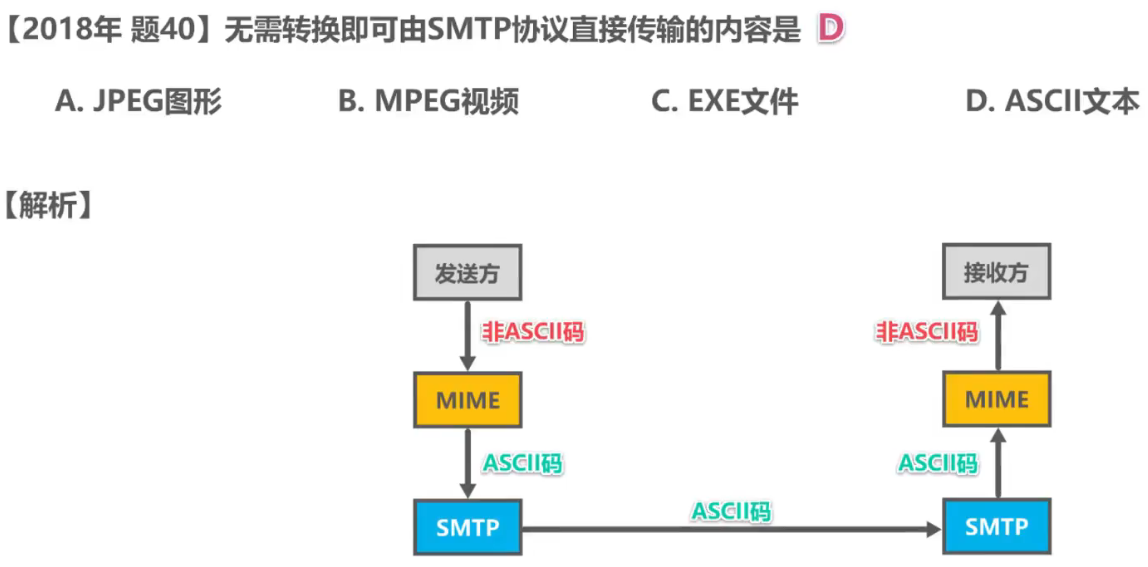 【2018年 题40】无需转换即可由SMTP协议直接传输的内容是 D
A. JPEG图形 B. MPEG视频 C. EXE文件 D. ASCII文本
【解析】
发送方 接收方
非ASCII码 非ASCII码
MIME MIME
ASCII码 ASCII码
ASCII码
SMTP SMTP